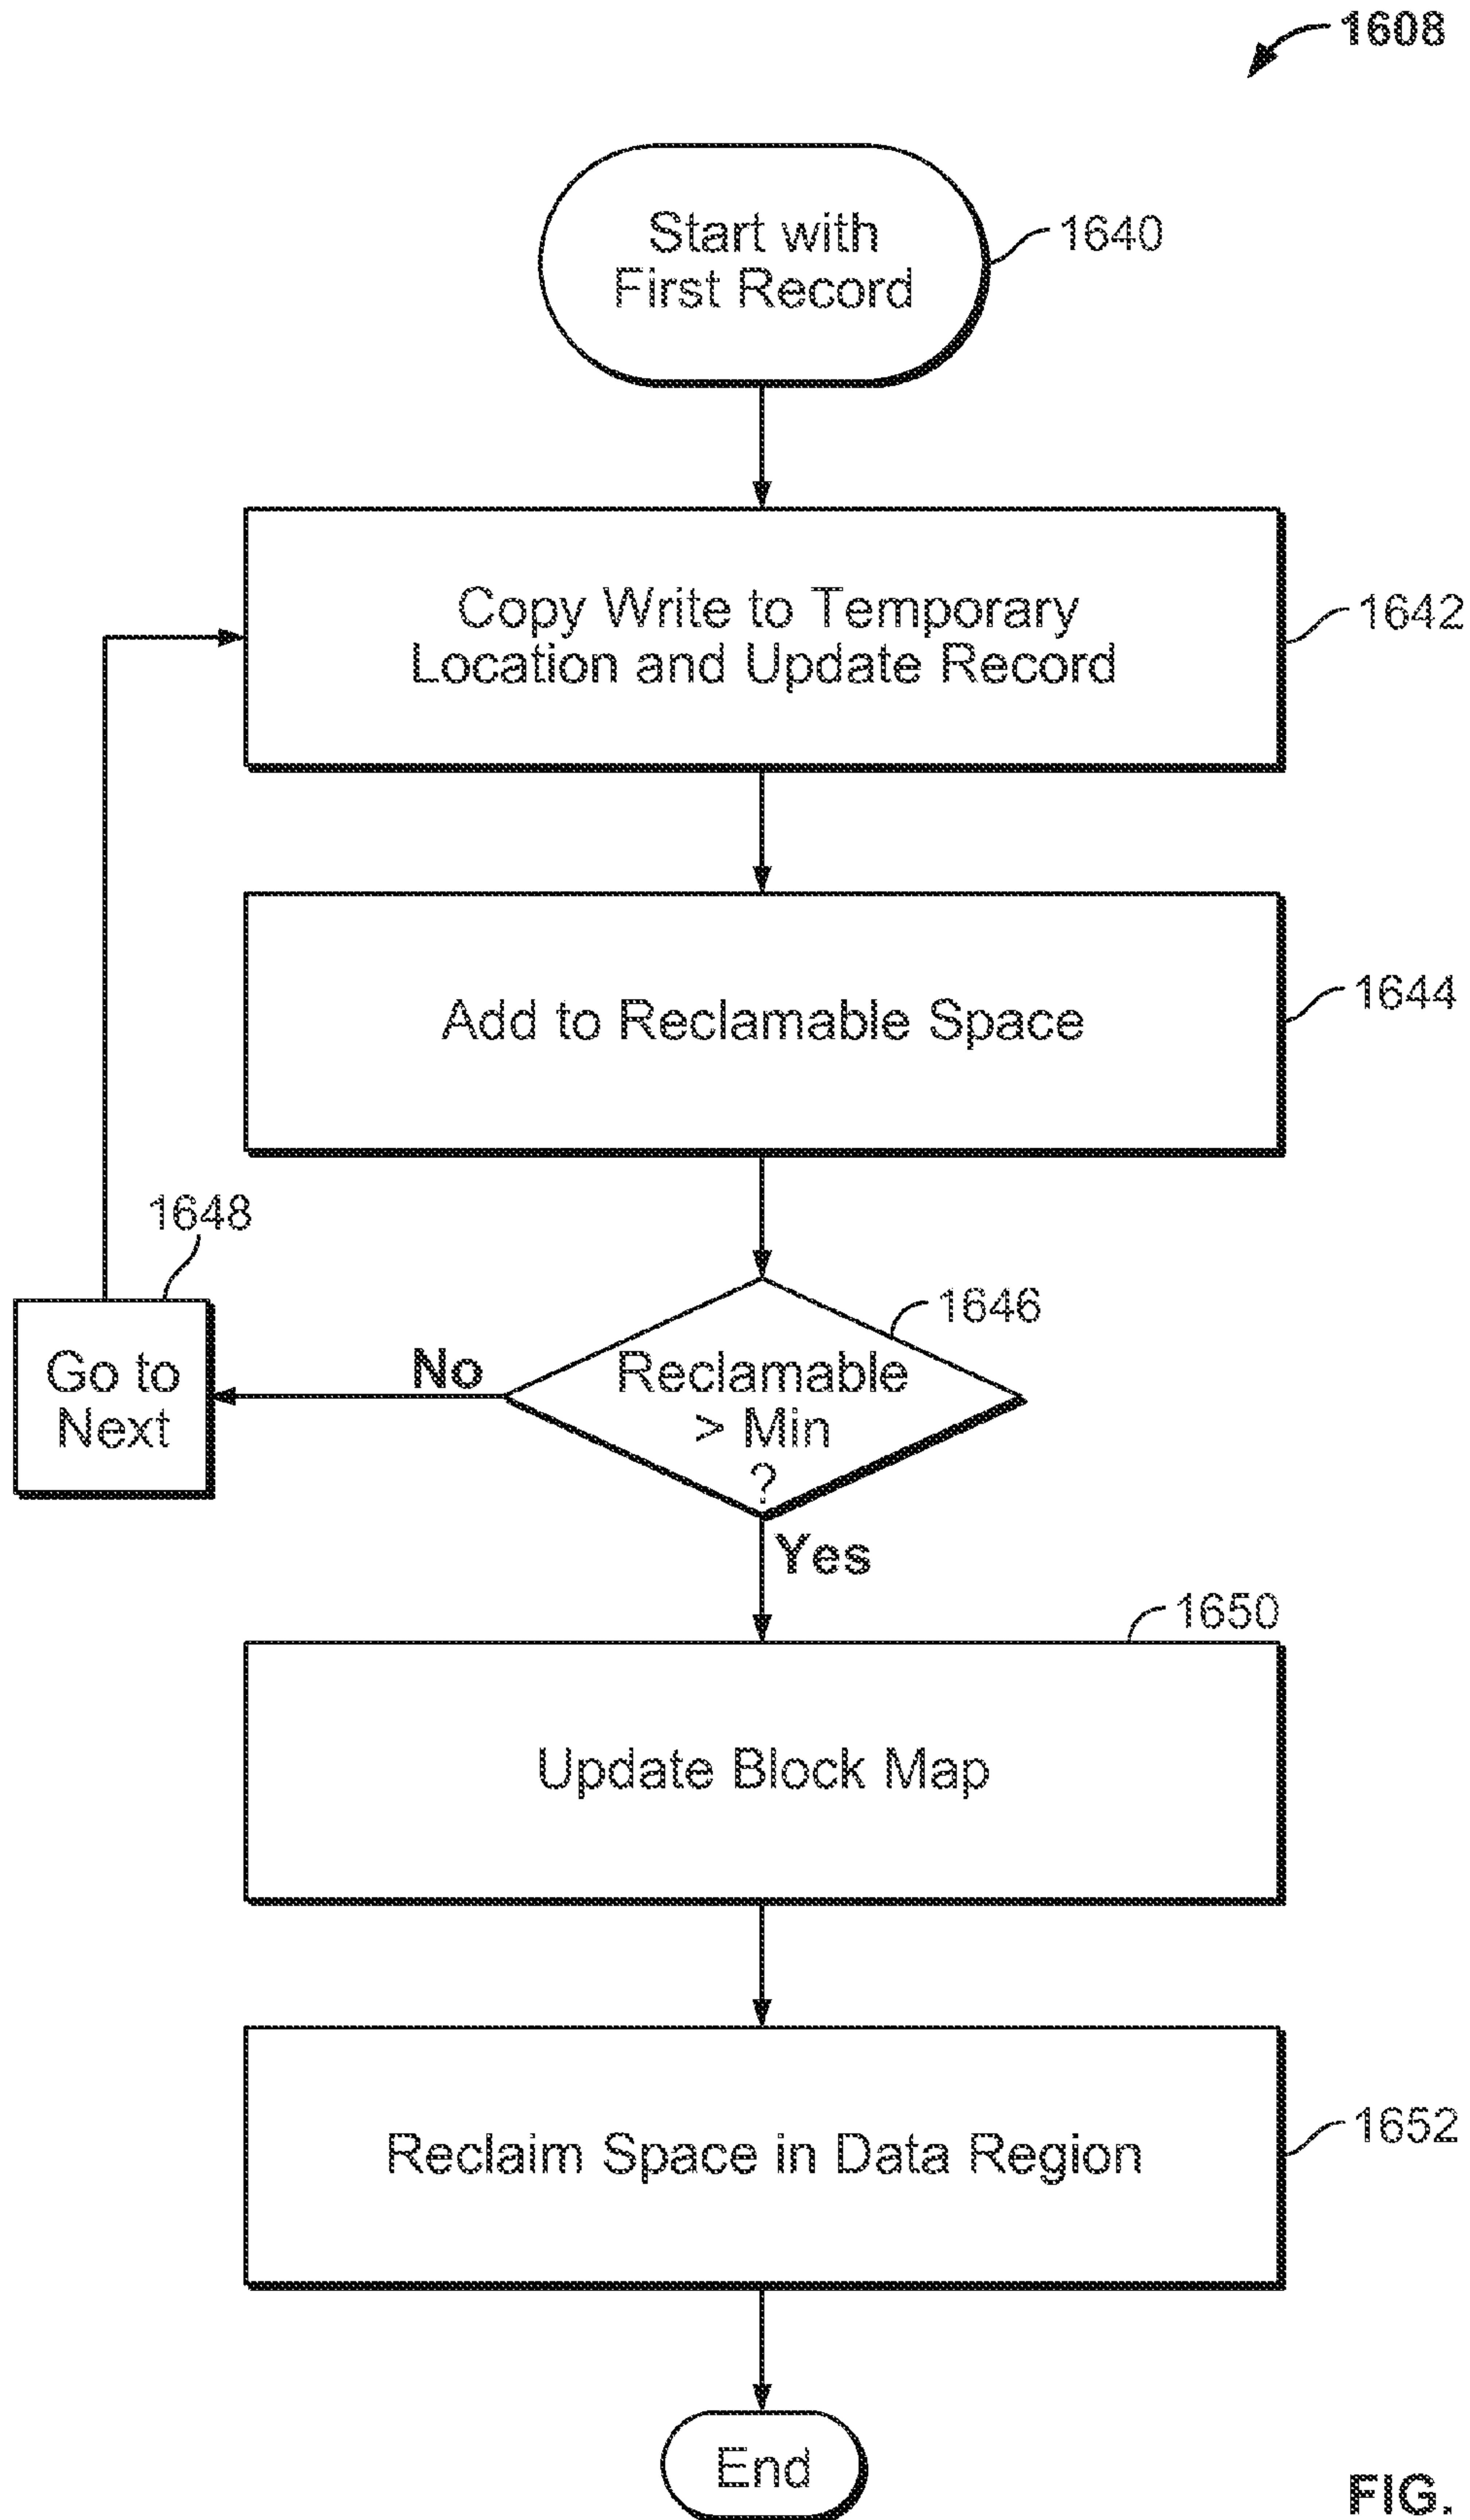 1608
Start with
First Record
1640
Copy Write to Temporary
Location and Update Record
1642
Add to Reclamable Space
1644
1648
1646
Go to
Next
No
Reclamable
> Min
?
Yes
1650
Update Block Map
Reclaim Space in Data Region
1652
End
FIG.